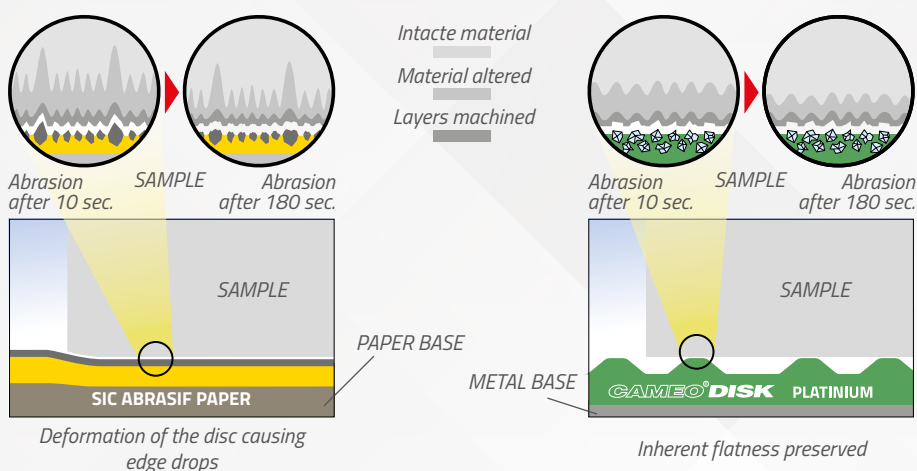 Intacte material
Material altered
Layers machined
Abrasion
after 10 sec.
SAMPLE
Abrasion
after 180 sec.
Abrasion
after 10 sec.
SAMPLE
Abrasion
after 180 sec.
SAMPLE
PAPER BASE
SIC ABRASIF PAPER
Deformation of the disc causing
edge drops
SAMPLE
METAL BASE
CAMEO® DISK PLATINIUM
Inherent flatness preserved